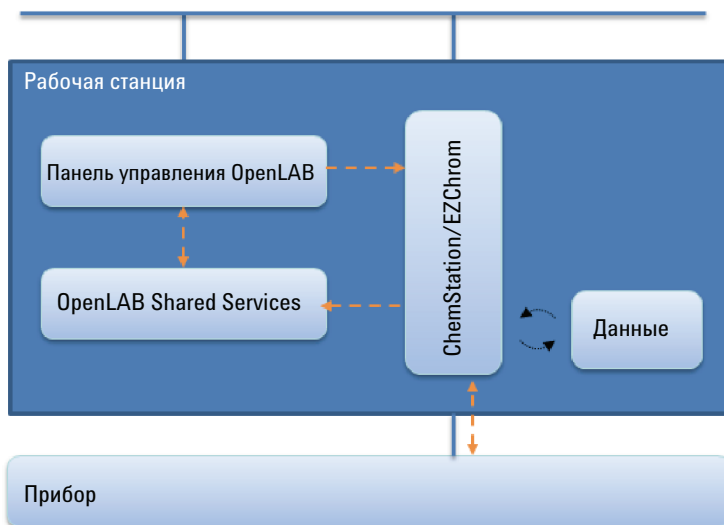 Рабочая станция
Панель управления OpenLAB
ChemStation/EZChrom
OpenLAB Shared Services
Данные
Прибор